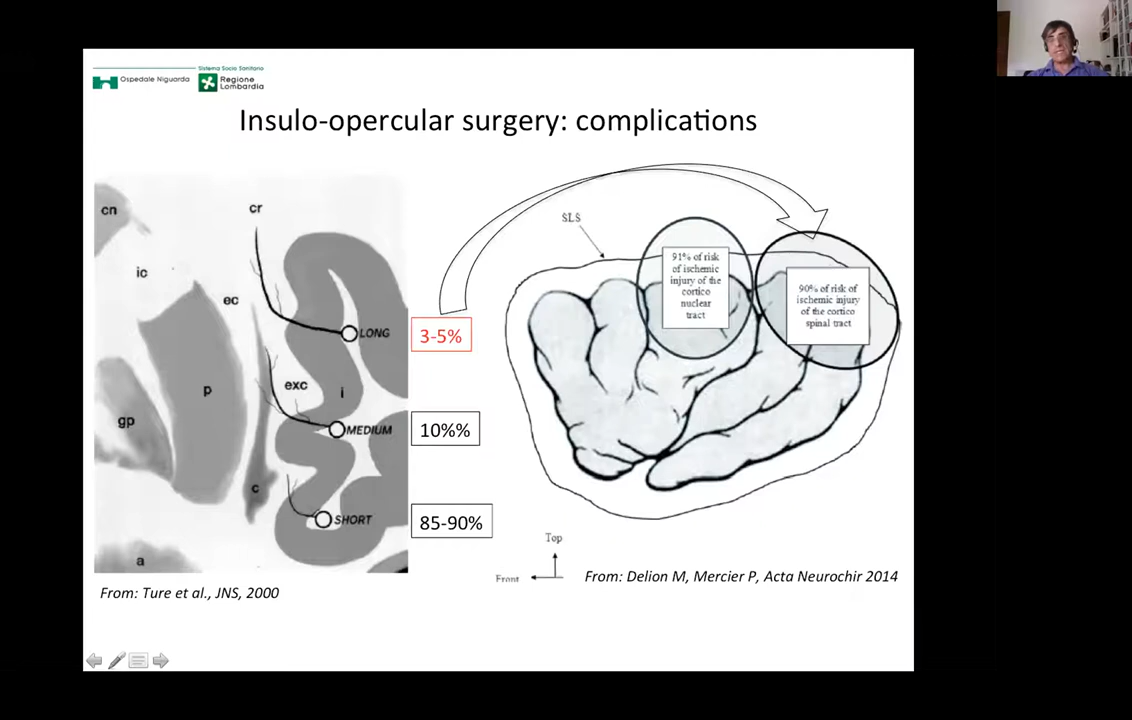 Sistema Socio Sanitario
Ospedale Niguarda
Regione
Lombardia
Insulo-opercular surgery: complications
cn
cr
ic
ec
LONG
3-5%
exc
i
p
gp
MEDIUM
10%%
c
SHORT
85-90%
a
From: Ture et al., JNS, 2000
SLS
91% of risk
of ischemic
injury of the
cortico
nuclear
tract
90% of risk of
ischemic injury
of the cortico
spinal tract
Top
Front
From: Delion M, Mercier P, Acta Neurochir 2014